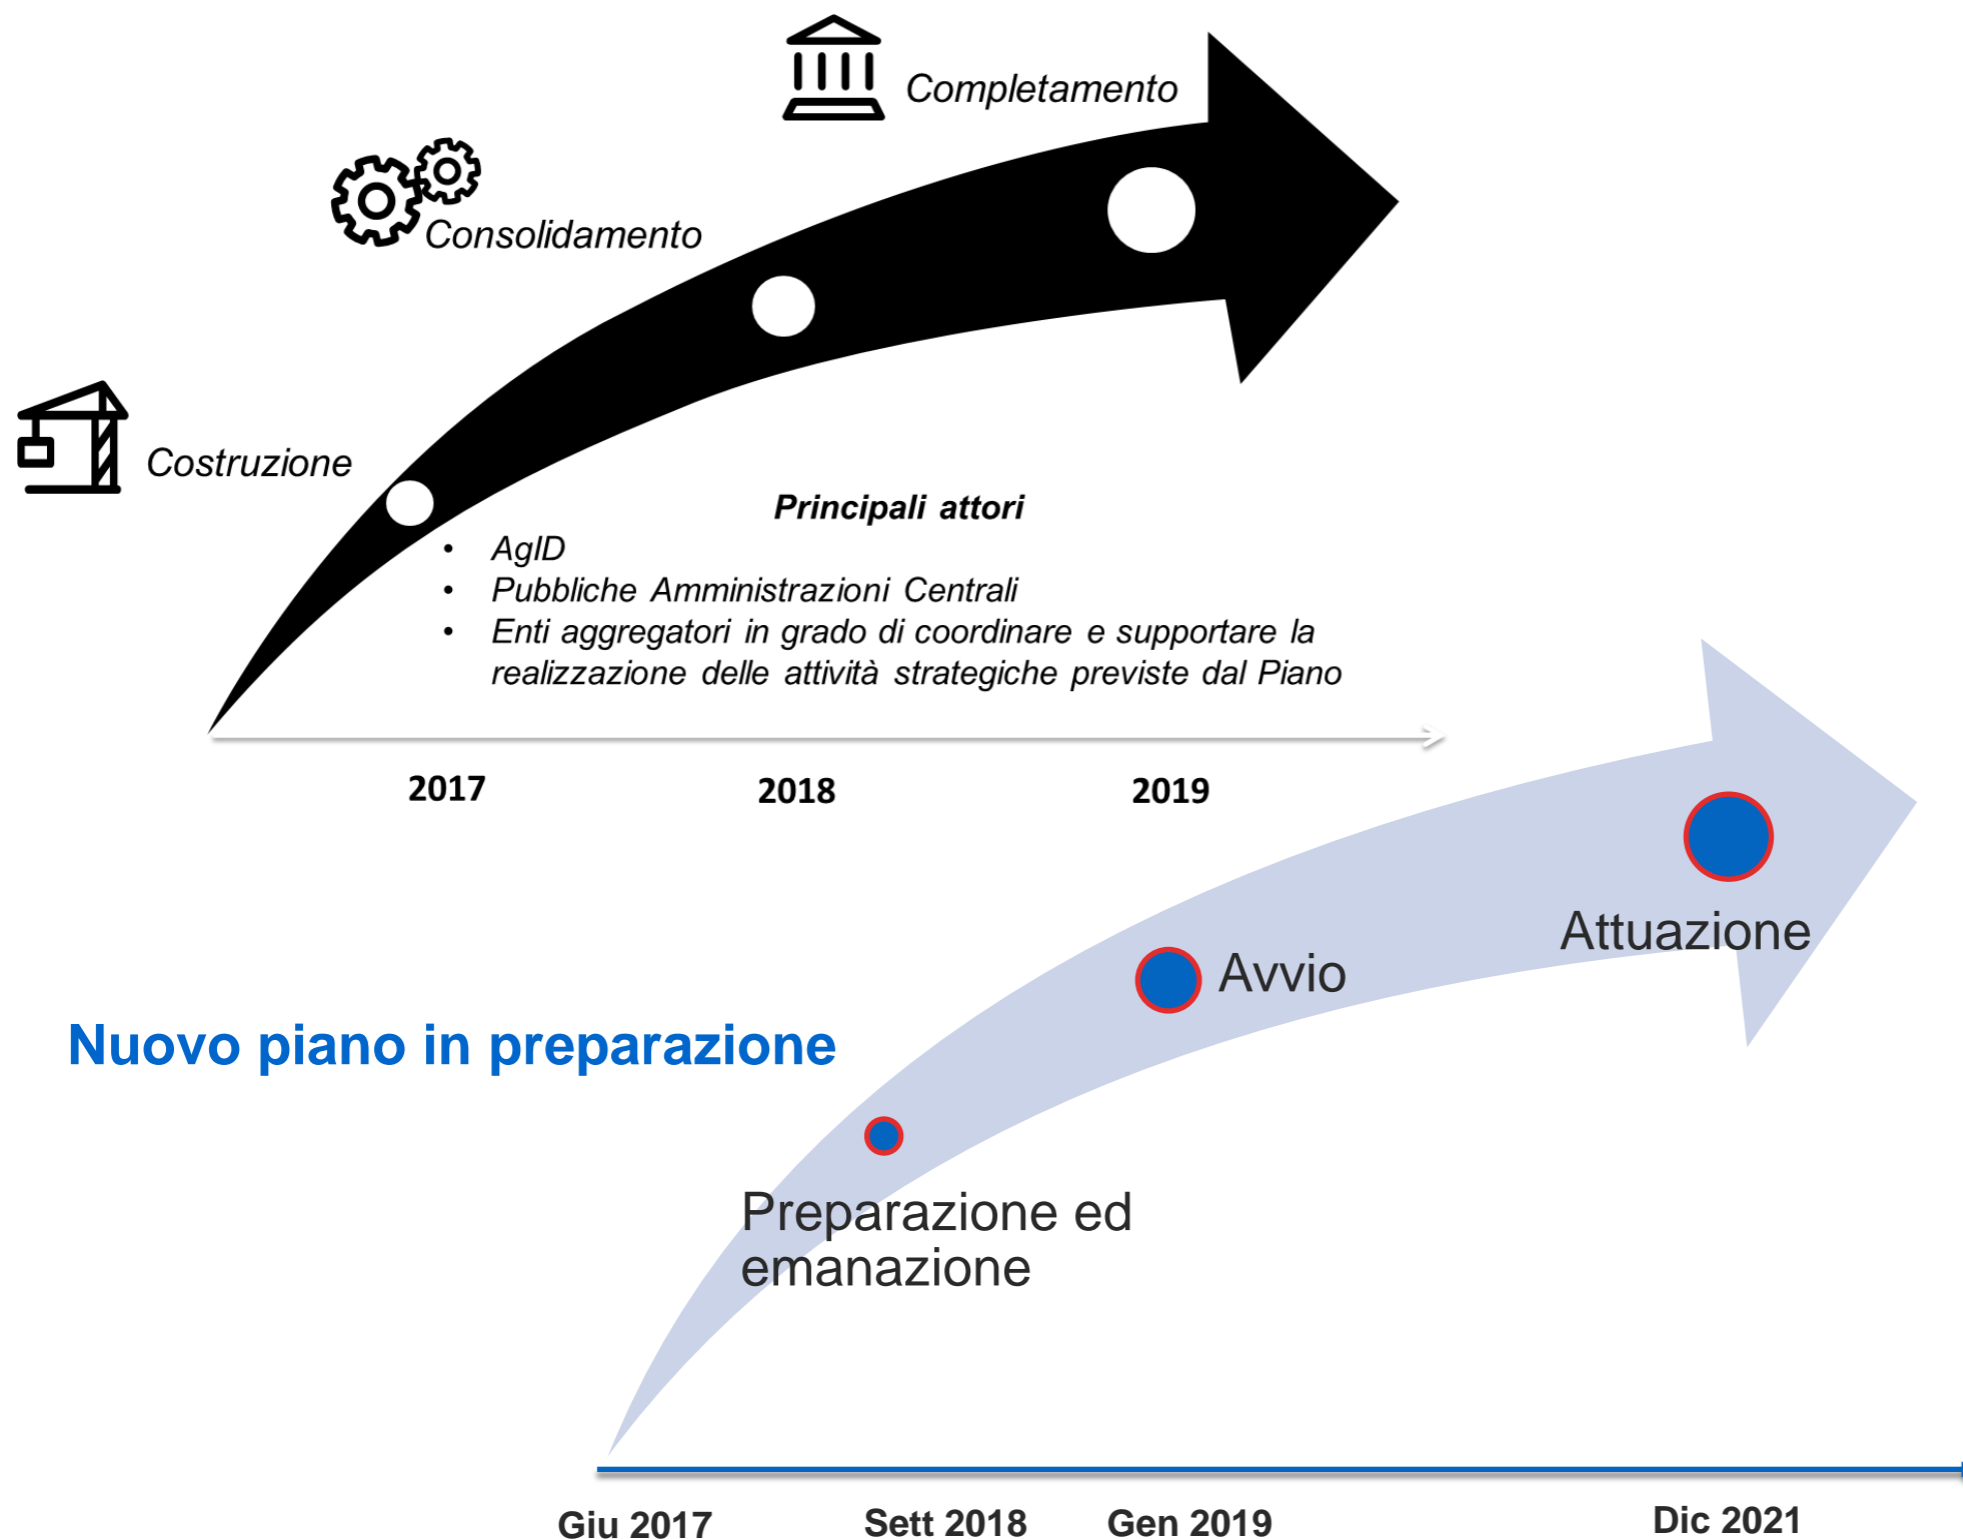 Completamento
Consolidamento
Costruzione
Principali attori
• AgID
• Pubbliche Amministrazioni Centrali
• Enti aggregatori in grado di coordinare e supportare la
realizzazione delle attività strategiche previste dal Piano
2017 2018 2019
Attuazione
Avvio
Nuovo piano in preparazione
Preparazione ed
emanazione
Giu 2017 Sett 2018 Gen 2019 Dic 2021